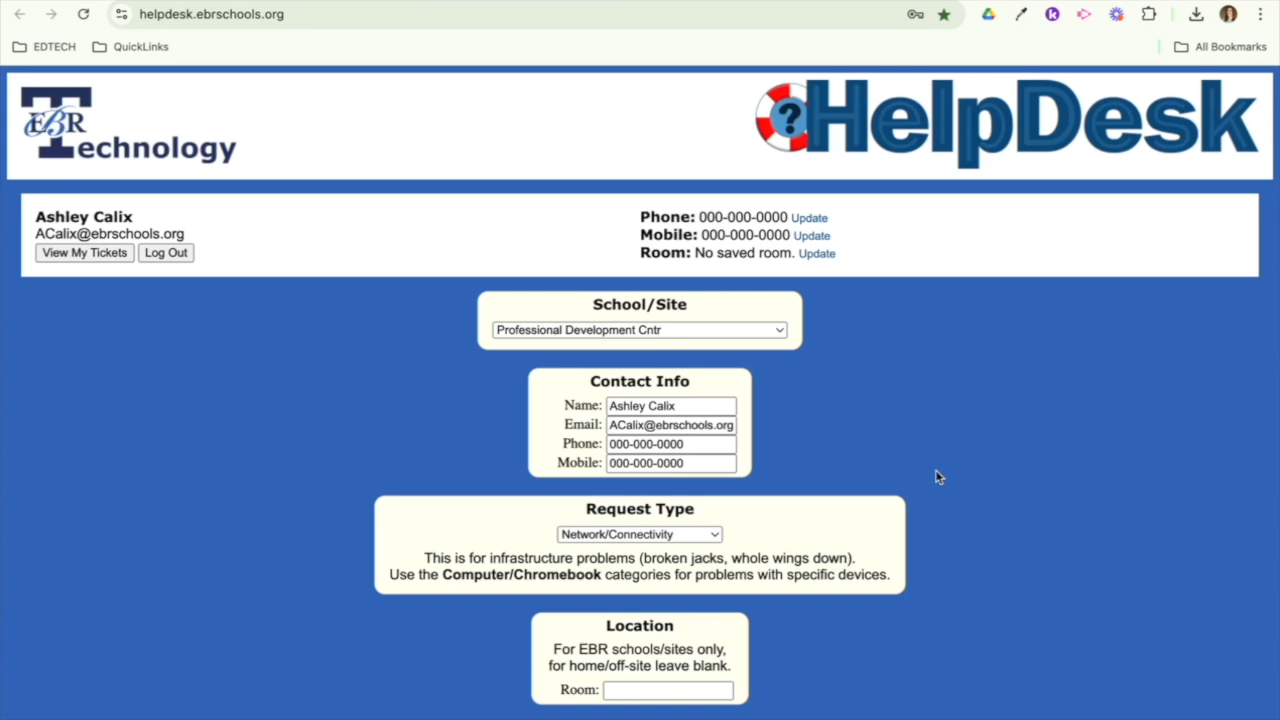 helpdesk.ebrschools.org
EDTECH
QuickLinks
All Bookmarks
EBR
Technology
? HelpDesk
Ashley Calix
ACalix@ebrschools.org
View My Tickets
Log Out
Phone: 000-000-0000 Update
Mobile: 000-000-0000 Update
Room: No saved room. Update
School/Site
Professional Development Cntr
Contact Info
Name: Ashley Calix
Email: ACalix@ebrschools.org
Phone: 000-000-0000
Mobile: 000-000-0000
Request Type
Network/Connectivity
This is for infrastructure problems (broken jacks, whole wings down).
Use the Computer/Chromebook categories for problems with specific devices.
Location
For EBR schools/sites only,
for home/off-site leave blank.
Room: